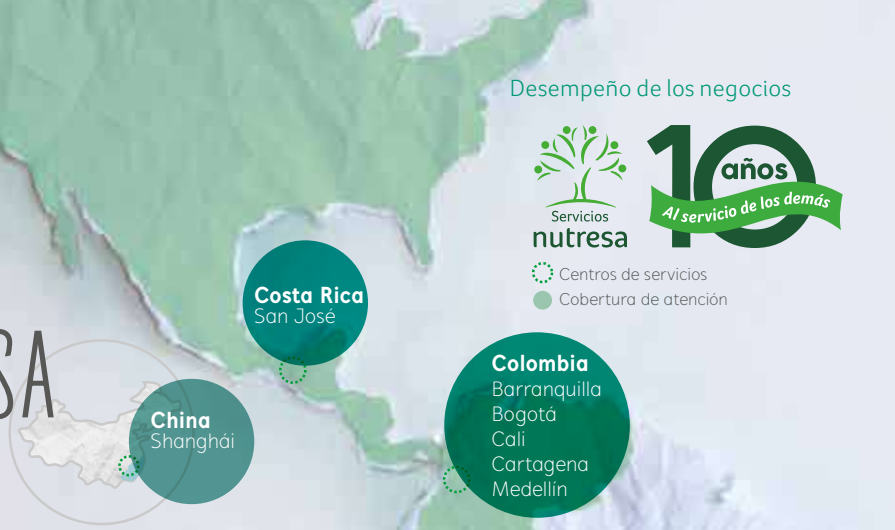 Desempeño de los negocios
10 años
Al servicio de los demás
Servicios
nutresa
Centros de servicios
Cobertura de atención
Costa Rica
San José
SA
Colombia
Barranquilla
Bogotá
Cali
Cartagena
Medellín
China
Shanghái